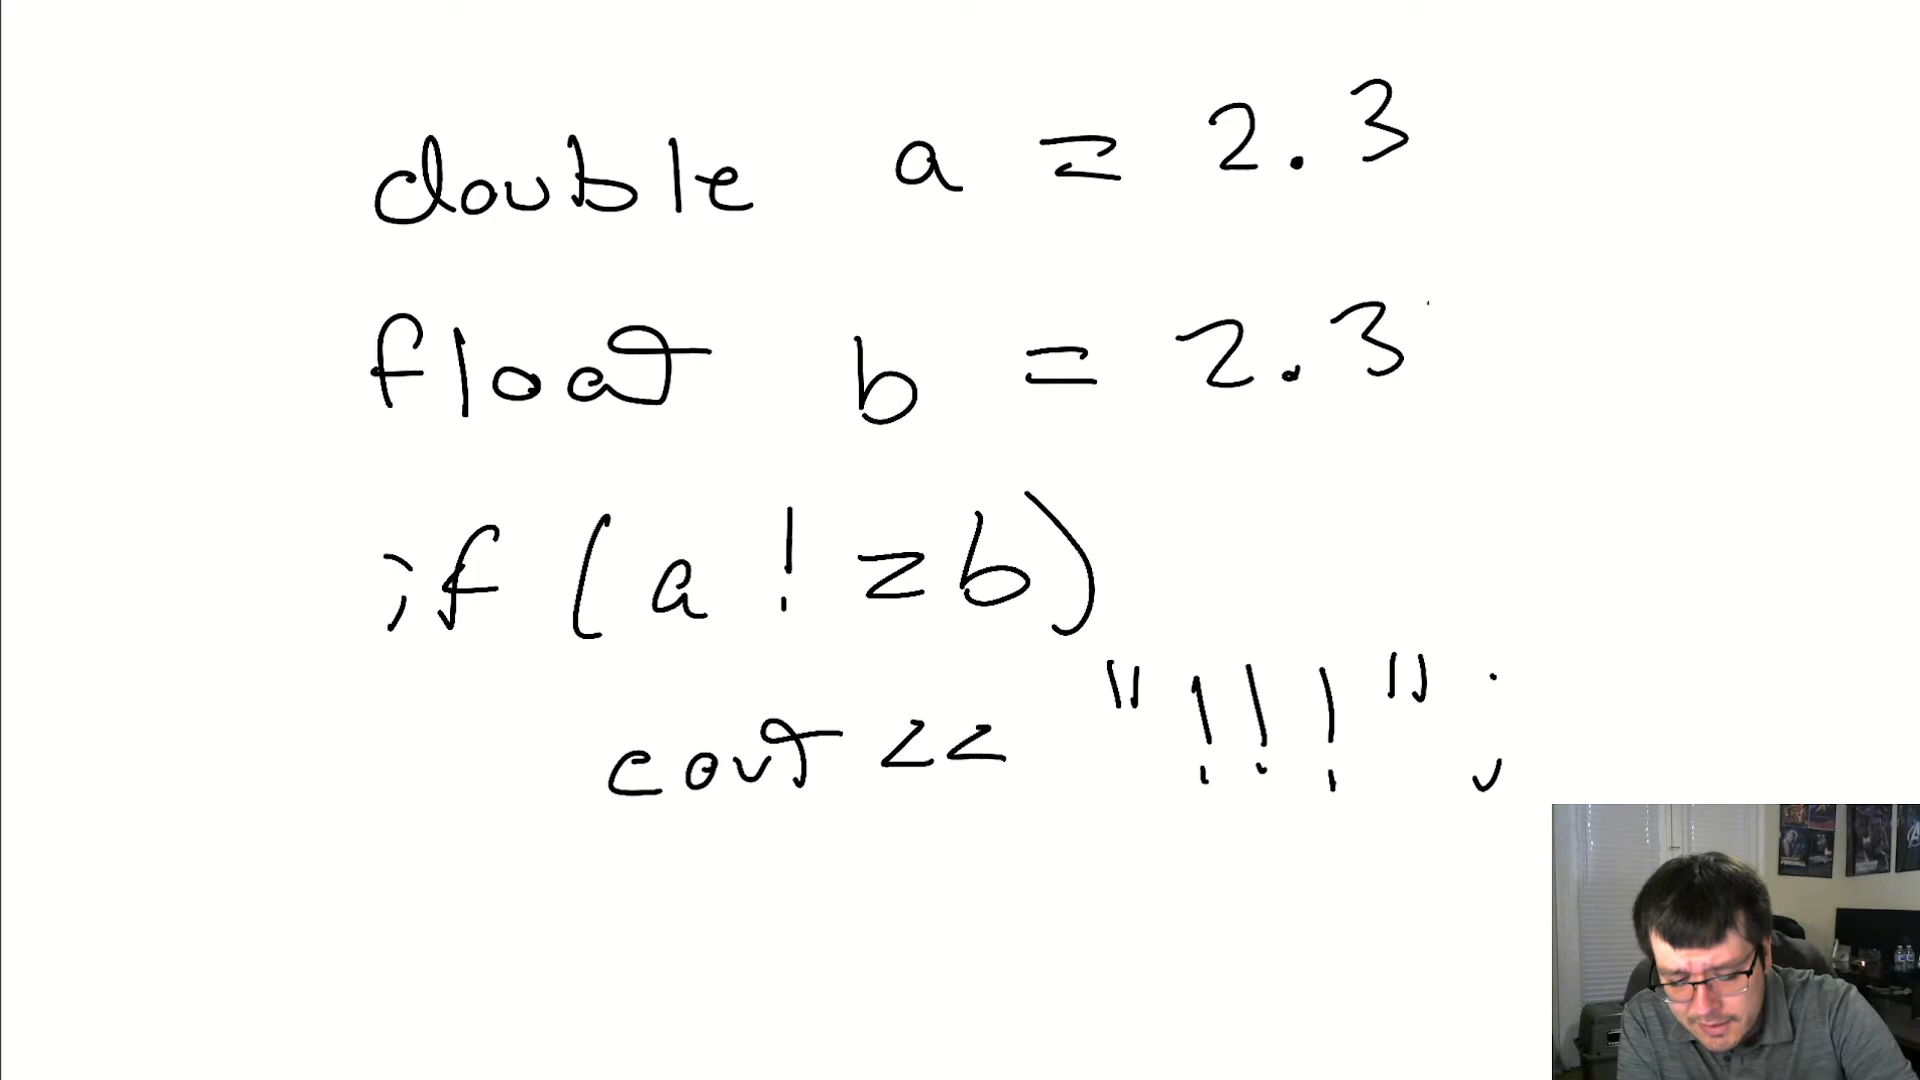 double a = 2.3
float b = 2.3
if (a != b)
cout << "!!!";